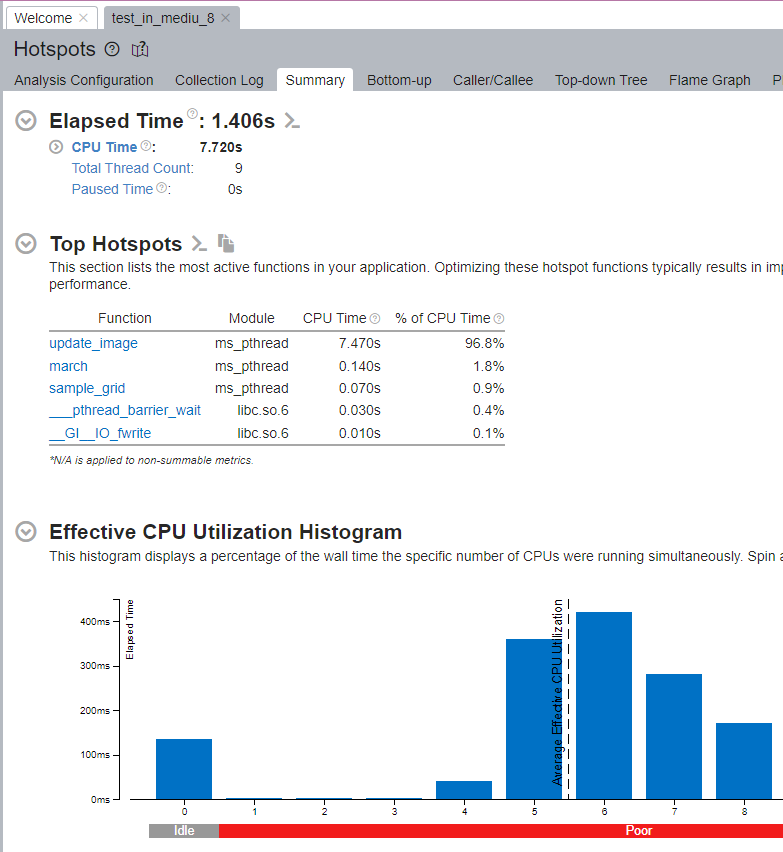 Welcome × test_in_mediu_8 ×
Hotspots
Analysis Configuration Collection Log Summary Bottom-up Caller/Callee Top-down Tree Flame Graph P
Elapsed Time : 1.406s
CPU Time : 7.720s
Total Thread Count: 9
Paused Time : 0s
Top Hotspots
This section lists the most active functions in your application. Optimizing these hotspot functions typically results in imp
performance.
Function Module CPU Time % of CPU Time
update_image ms_pthread 7.470s 96.8%
march ms_pthread 0.140s 1.8%
sample_grid ms_pthread 0.070s 0.9%
___pthread_barrier_wait libc.so.6 0.030s 0.4%
__GI__IO_fwrite libc.so.6 0.010s 0.1%
*N/A is applied to non-summable metrics.
Effective CPU Utilization Histogram
This histogram displays a percentage of the wall time the specific number of CPUs were running simultaneously. Spin a
Elapsed Time
400ms
300ms
200ms
100ms
0ms
Average Effective CPU Utilization
0 1 2 3 4 5 6 7 8
Idle Poor